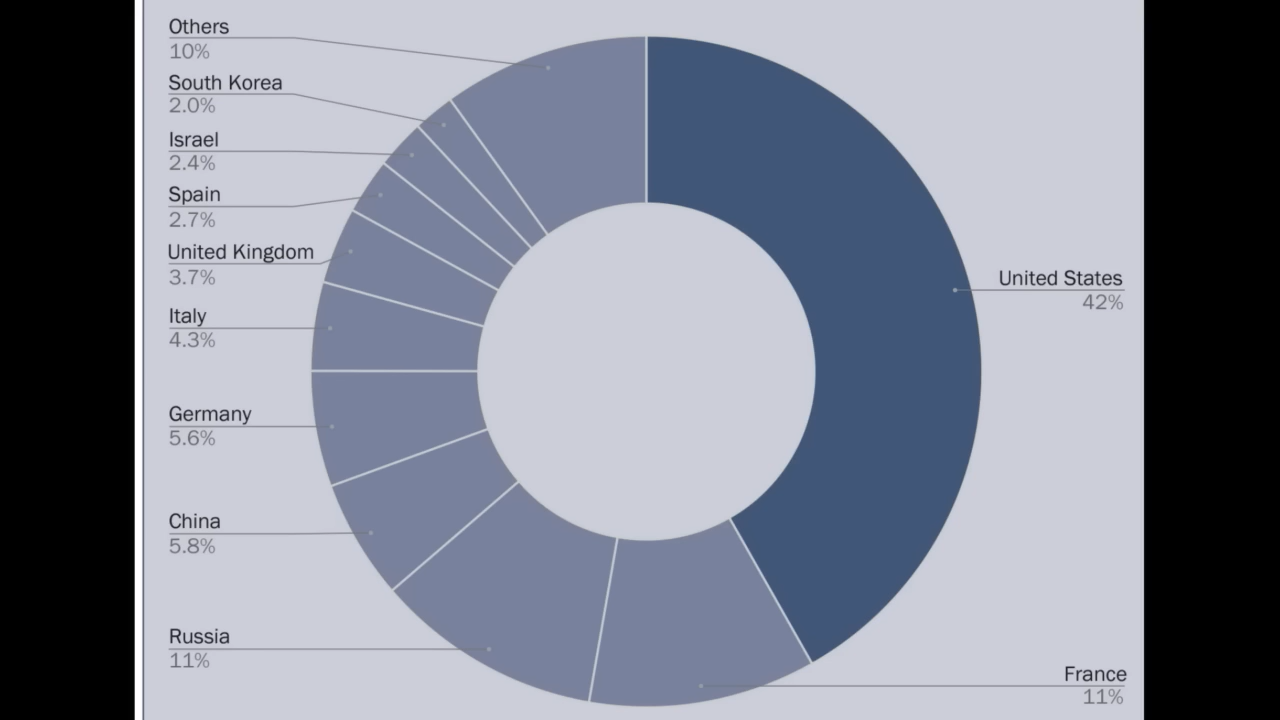 Others
10%
South Korea
2.0%
Israel
2.4%
Spain
2.7%
United Kingdom
3.7%
Italy
4.3%
Germany
5.6%
China
5.8%
Russia
11%
United States
42%
France
11%